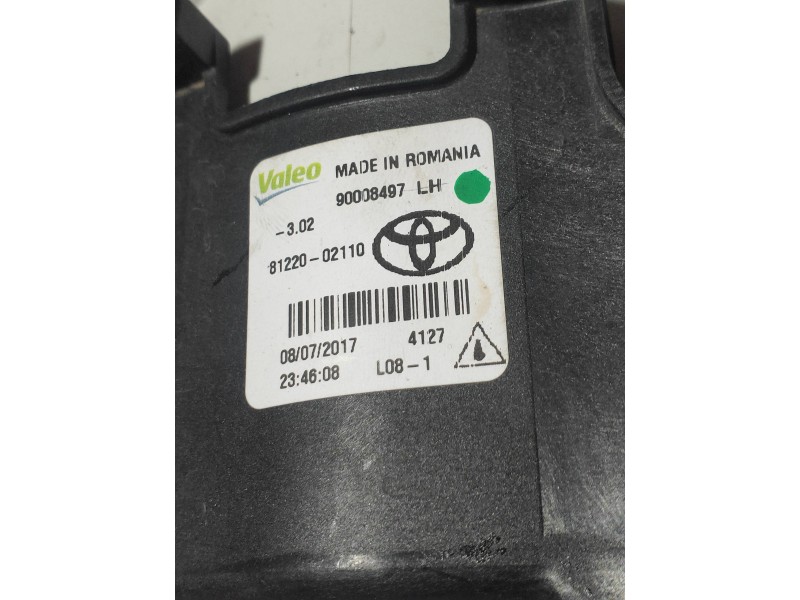 Valeo MADE IN ROMANIA
90008497 LH
-3.02
81220-02110
08/07/2017 4127
23:46:08 L08-1